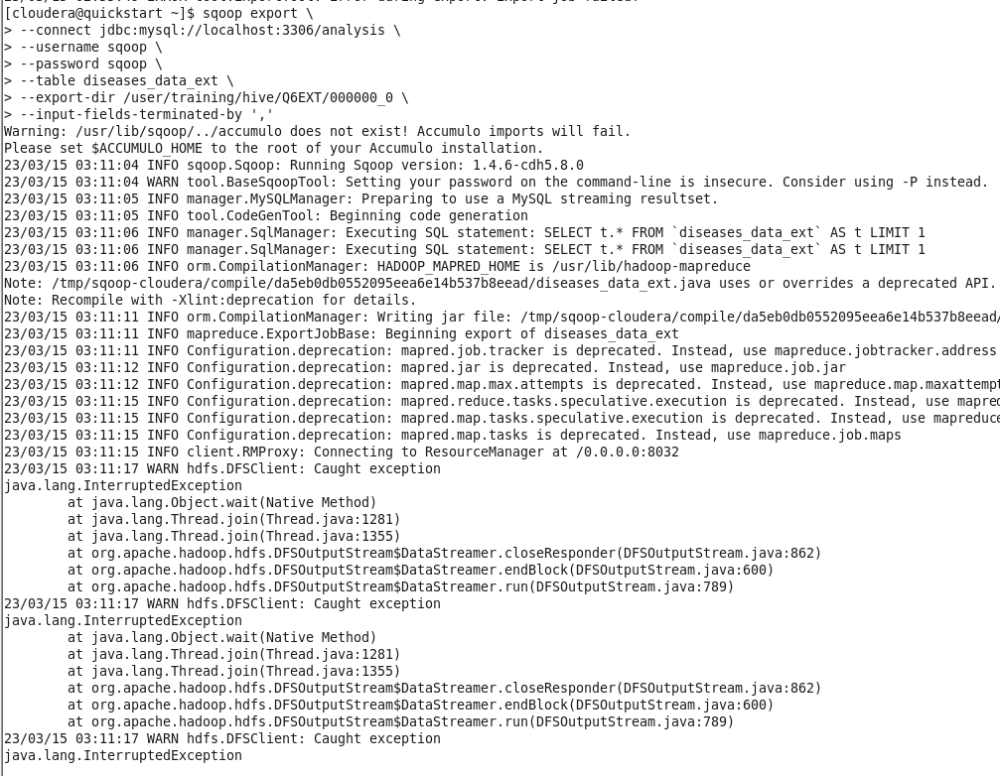 [cloudera@quickstart ~]$ sqoop export \
> --connect jdbc:mysql://localhost:3306/analysis \
> --username sqoop \
> --password sqoop \
> --table diseases_data_ext \
> --export-dir /user/training/hive/Q6EXT/000000_0 \
> --input-fields-terminated-by ','
Warning: /usr/lib/sqoop/../accumulo does not exist! Accumulo imports will fail.
Please set $ACCUMULO_HOME to the root of your Accumulo installation.
23/03/15 03:11:04 INFO sqoop.Sqoop: Running Sqoop version: 1.4.6-cdh5.8.0
23/03/15 03:11:04 WARN tool.BaseSqoopTool: Setting your password on the command-line is insecure. Consider using -P instead.
23/03/15 03:11:05 INFO manager.MySQLManager: Preparing to use a MySQL streaming resultset.
23/03/15 03:11:05 INFO tool.CodeGenTool: Beginning code generation
23/03/15 03:11:06 INFO manager.SqlManager: Executing SQL statement: SELECT t.* FROM `diseases_data_ext` AS t LIMIT 1
23/03/15 03:11:06 INFO manager.SqlManager: Executing SQL statement: SELECT t.* FROM `diseases_data_ext` AS t LIMIT 1
23/03/15 03:11:06 INFO orm.CompilationManager: HADOOP_MAPRED_HOME is /usr/lib/hadoop-mapreduce
Note: /tmp/sqoop-cloudera/compile/da5eb0db0552095eea6e14b537b8eead/diseases_data_ext.java uses or overrides a deprecated API.
Note: Recompile with -Xlint:deprecation for details.
23/03/15 03:11:11 INFO orm.CompilationManager: Writing jar file: /tmp/sqoop-cloudera/compile/da5eb0db0552095eea6e14b537b8eead/
23/03/15 03:11:11 INFO mapreduce.ExportJobBase: Beginning export of diseases_data_ext
23/03/15 03:11:11 INFO Configuration.deprecation: mapred.job.tracker is deprecated. Instead, use mapreduce.jobtracker.address
23/03/15 03:11:12 INFO Configuration.deprecation: mapred.jar is deprecated. Instead, use mapreduce.job.jar
23/03/15 03:11:12 INFO Configuration.deprecation: mapred.map.max.attempts is deprecated. Instead, use mapreduce.map.maxattempt
23/03/15 03:11:15 INFO Configuration.deprecation: mapred.reduce.tasks.speculative.execution is deprecated. Instead, use mapred
23/03/15 03:11:15 INFO Configuration.deprecation: mapred.map.tasks.speculative.execution is deprecated. Instead, use mapreduce
23/03/15 03:11:15 INFO Configuration.deprecation: mapred.map.tasks is deprecated. Instead, use mapreduce.job.maps
23/03/15 03:11:15 INFO client.RMProxy: Connecting to ResourceManager at /0.0.0.0:8032
23/03/15 03:11:17 WARN hdfs.DFSClient: Caught exception
java.lang.InterruptedException
        at java.lang.Object.wait(Native Method)
        at java.lang.Thread.join(Thread.java:1281)
        at java.lang.Thread.join(Thread.java:1355)
        at org.apache.hadoop.hdfs.DFSOutputStream$DataStreamer.closeResponder(DFSOutputStream.java:862)
        at org.apache.hadoop.hdfs.DFSOutputStream$DataStreamer.endBlock(DFSOutputStream.java:600)
        at org.apache.hadoop.hdfs.DFSOutputStream$DataStreamer.run(DFSOutputStream.java:789)
23/03/15 03:11:17 WARN hdfs.DFSClient: Caught exception
java.lang.InterruptedException
        at java.lang.Object.wait(Native Method)
        at java.lang.Thread.join(Thread.java:1281)
        at java.lang.Thread.join(Thread.java:1355)
        at org.apache.hadoop.hdfs.DFSOutputStream$DataStreamer.closeResponder(DFSOutputStream.java:862)
        at org.apache.hadoop.hdfs.DFSOutputStream$DataStreamer.endBlock(DFSOutputStream.java:600)
        at org.apache.hadoop.hdfs.DFSOutputStream$DataStreamer.run(DFSOutputStream.java:789)
23/03/15 03:11:17 WARN hdfs.DFSClient: Caught exception
java.lang.InterruptedException